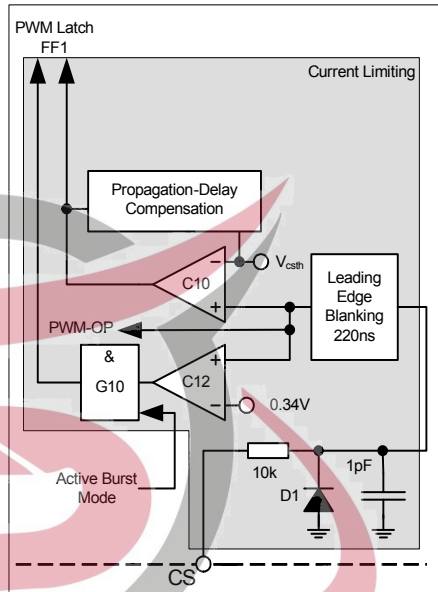 PWM Latch
FF1
Current Limiting
Propagation-Delay
Compensation
Vcsth
C10
Leading
Edge
Blanking
220ns
PWM-OP
&
G10
C12
0.34V
10k
1pF
D1
Active Burst
Mode
CS